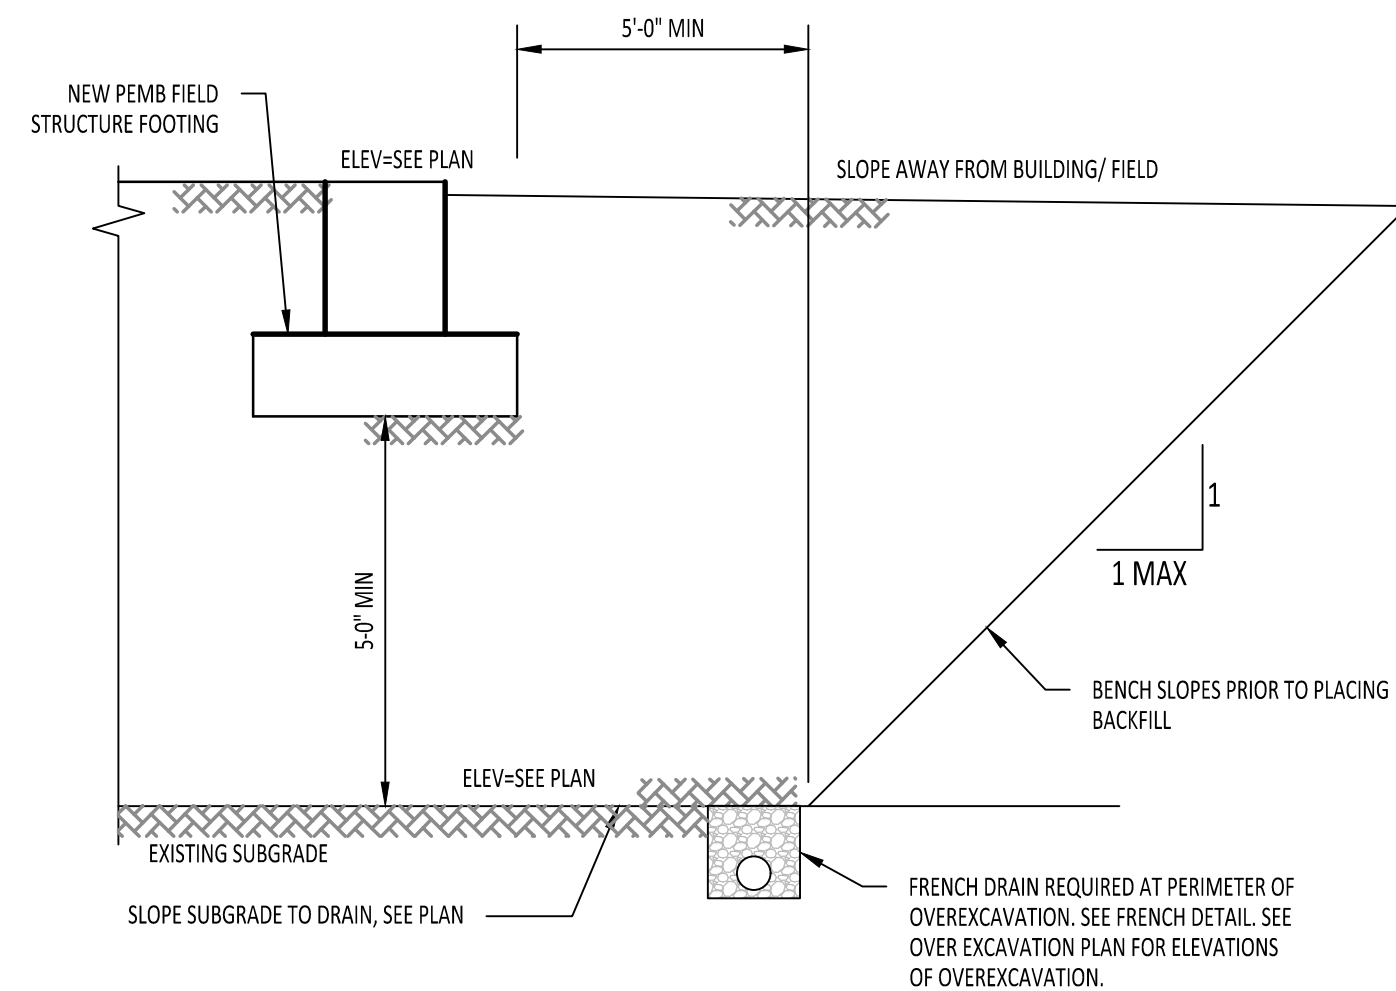 5'-0" MIN
NEW PEMB FIELD
STRUCTURE FOOTING
ELEV=SEE PLAN
SLOPE AWAY FROM BUILDING/ FIELD
1
1 MAX
5-0" MIN
BENCH SLOPES PRIOR TO PLACING
BACKFILL
ELEV=SEE PLAN
EXISTING SUBGRADE
SLOPE SUBGRADE TO DRAIN, SEE PLAN
FRENCH DRAIN REQUIRED AT PERIMETER OF
OVEREXCAVATION. SEE FRENCH DETAIL. SEE
OVER EXCAVATION PLAN FOR ELEVATIONS
OF OVEREXCAVATION.